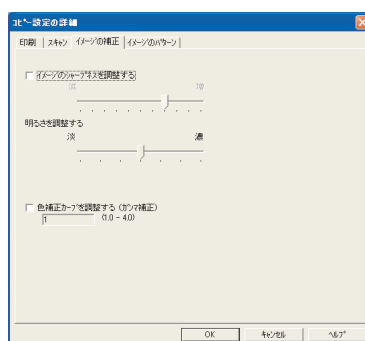 ｺﾋﾟｰ設定の詳細
印刷 スキャン イメージの補正 イメージのパターン
イメージのシャープネスを調整する
減 増
明るさを調整する
淡 濃
色補正カーブを調整する (ガンマ補正)
1 (1.0 - 4.0)
OK キャンセル ヘルプ